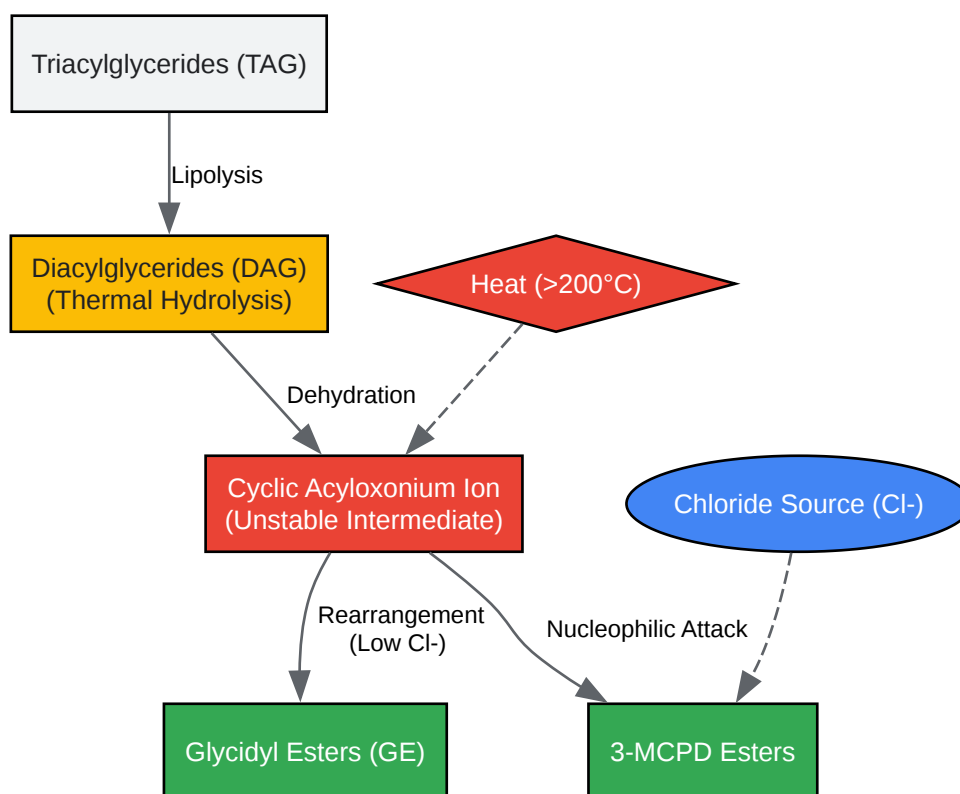 Triacylglycerides (TAG)
Lipolysis
Diacylglycerides (DAG)
(Thermal Hydrolysis)
Heat (>200°C)
Dehydration
Cyclic Acyloxonium Ion
(Unstable Intermediate)
Chloride Source (Cl-)
Rearrangement
(Low Cl-)
Nucleophilic Attack
Glycidyl Esters (GE)
3-MCPD Esters